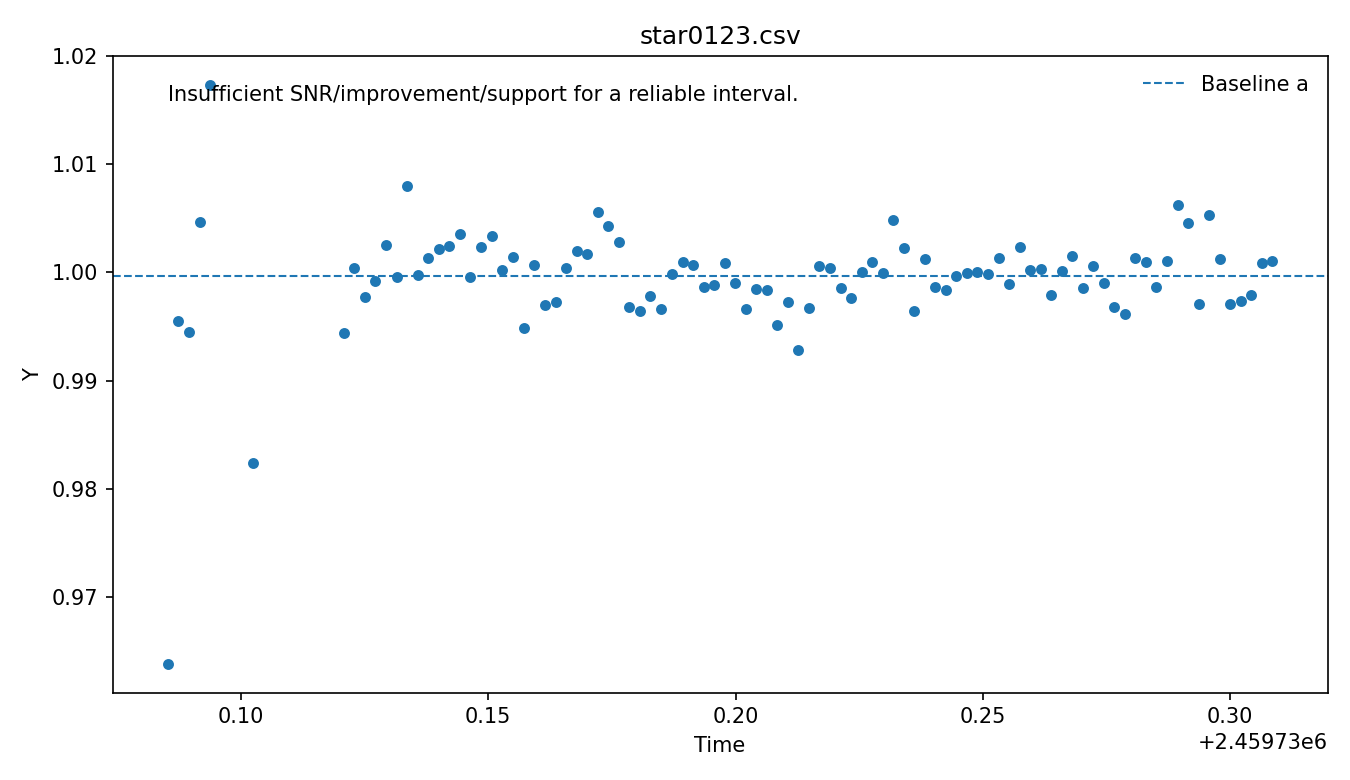 star0123.csv
1.02
1.01
1.00
0.99
0.98
0.97
Y
Insufficient SNR/improvement/support for a reliable interval.
Baseline a
0.10
0.15
0.20
0.25
0.30
Time
+2.45973e6